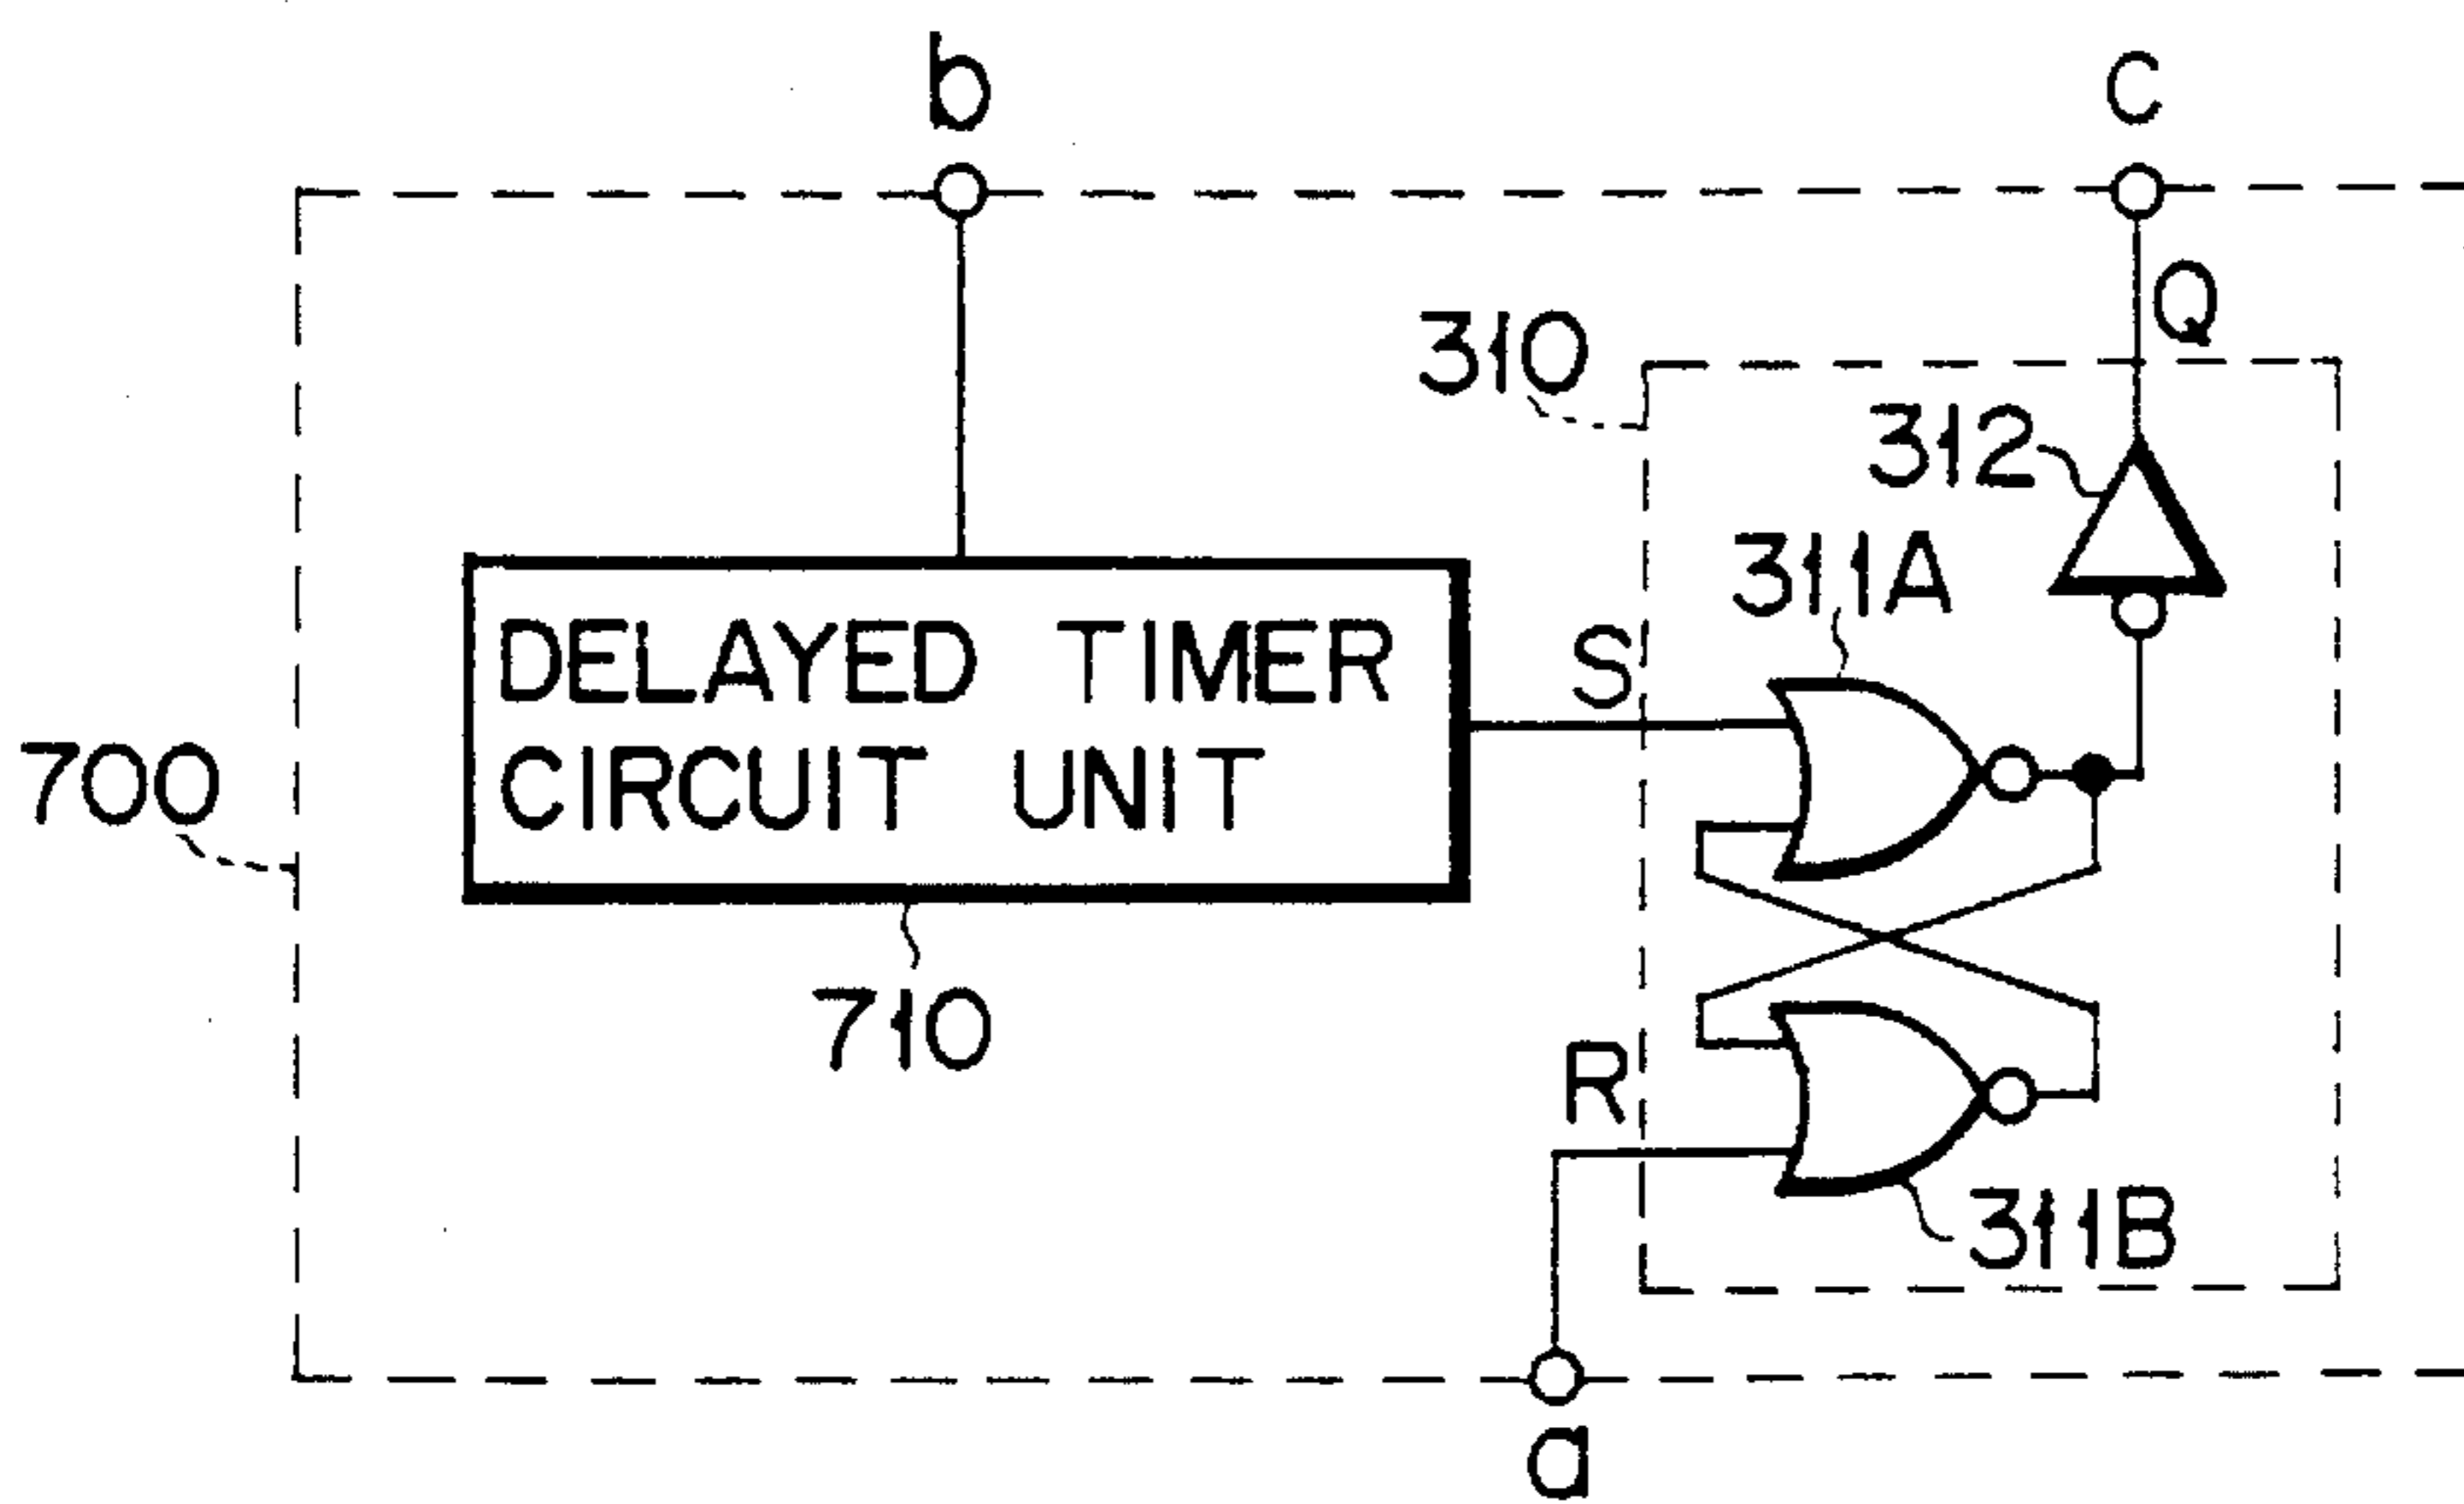 b
C
Q
310
312
311A
S
DELAYED TIMER
CIRCUIT UNIT
700
710
R
311B
a